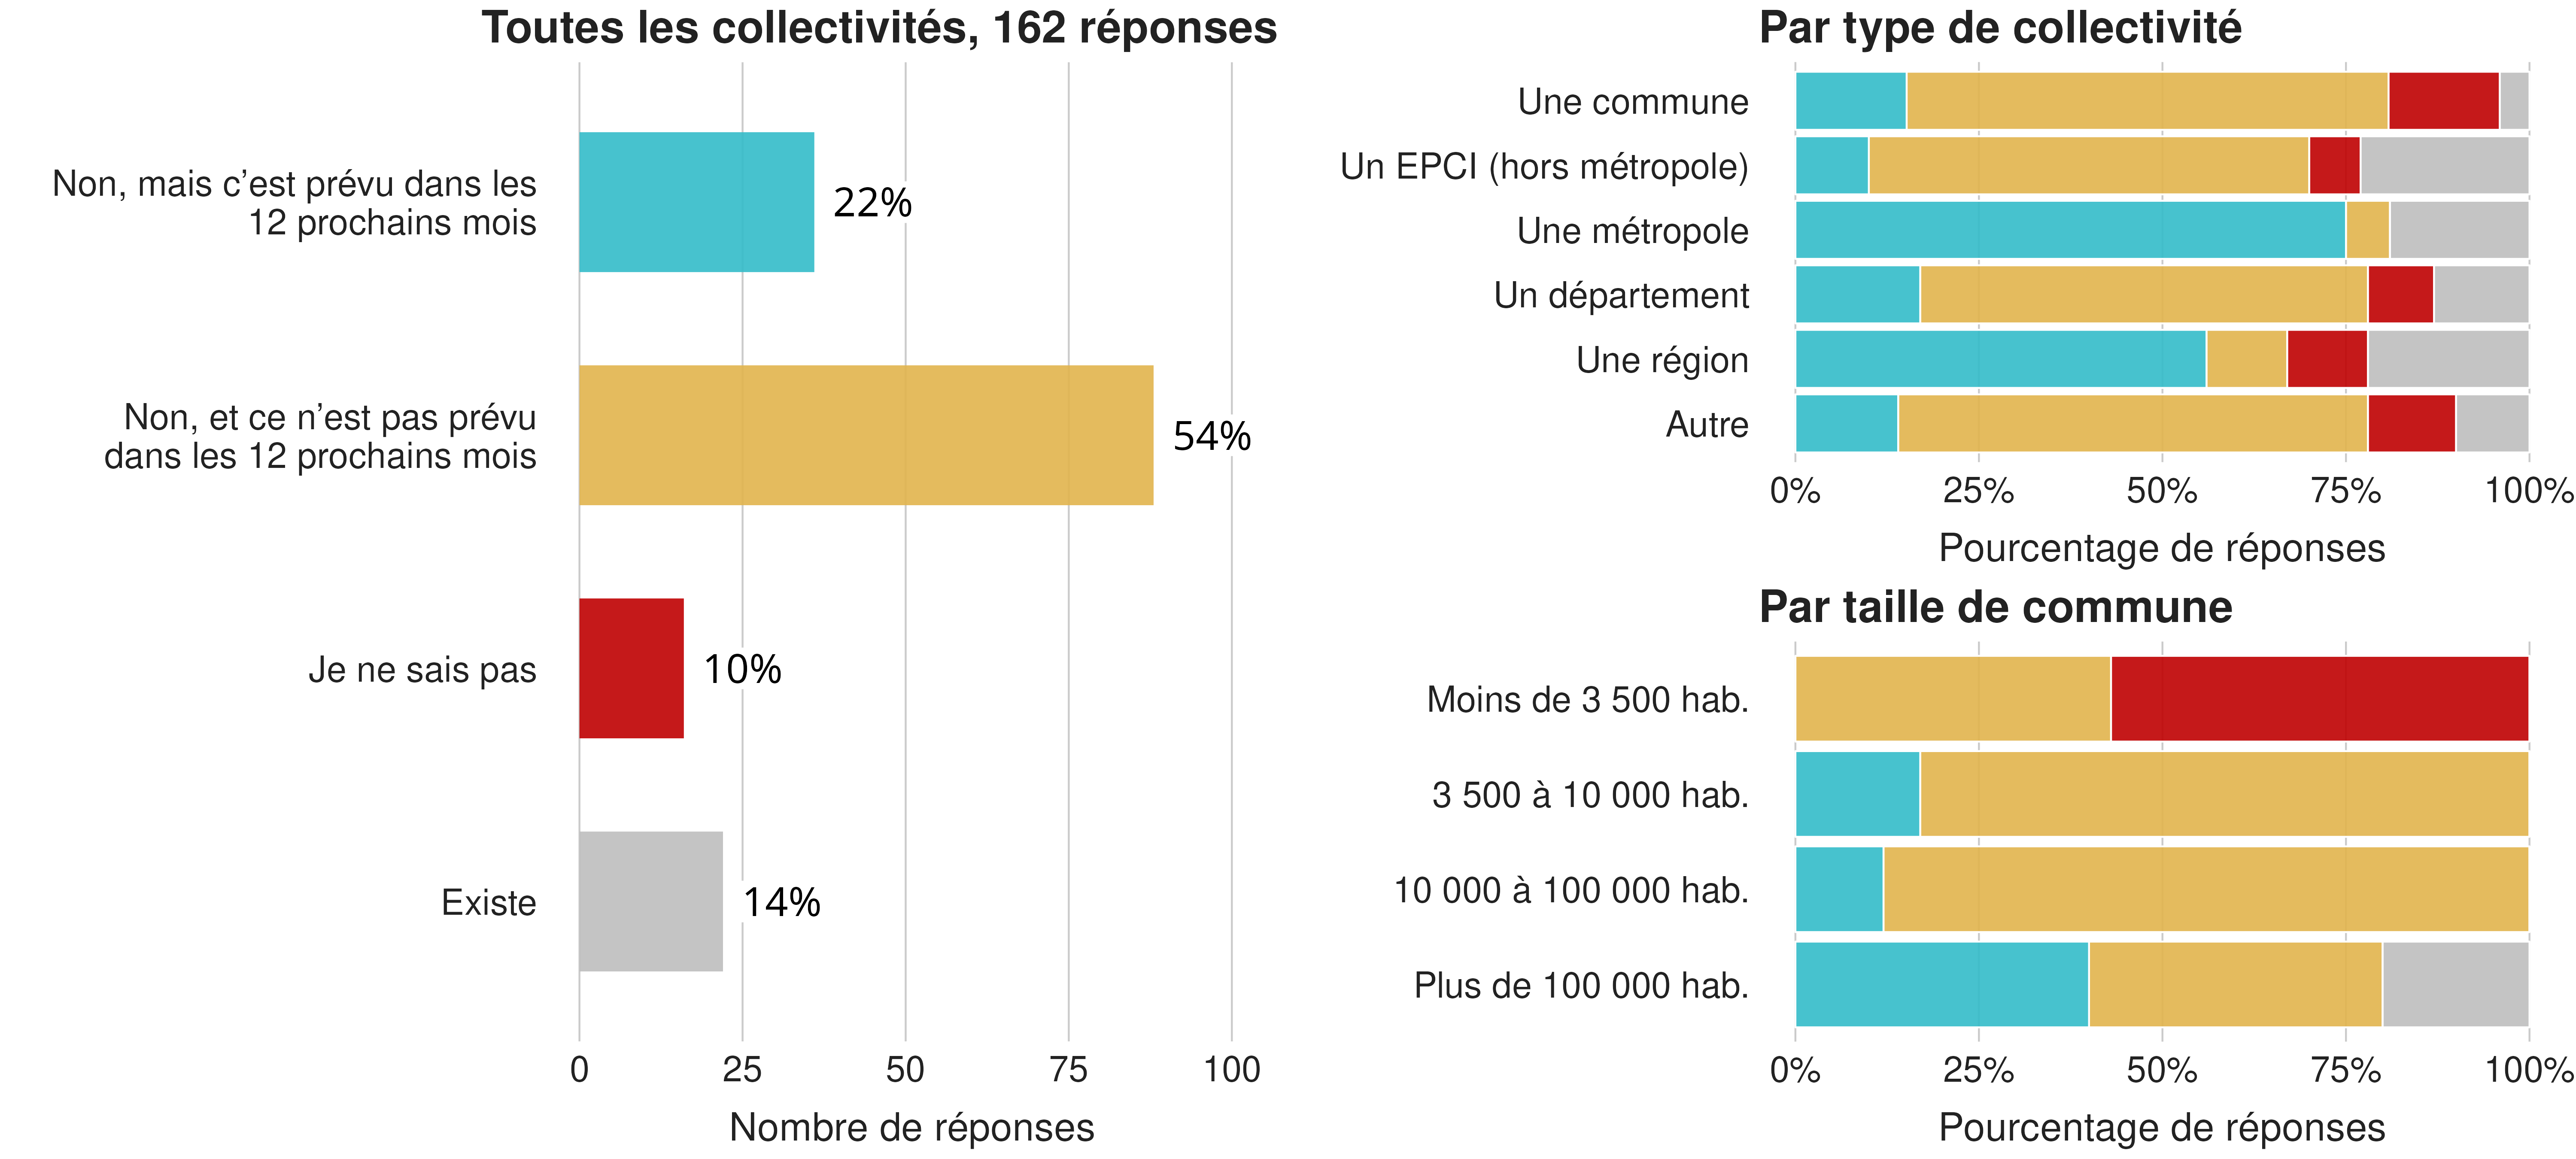 Toutes les collectivités, 162 réponses
Non, mais c’est prévu dans les
12 prochains mois
22%
Non, et ce n’est pas prévu
dans les 12 prochains mois
54%
Je ne sais pas
10%
Existe
14%
0 25 50 75 100
Nombre de réponses
Par type de collectivité
Une commune
Un EPCI (hors métropole)
Une métropole
Un département
Une région
Autre
0% 25% 50% 75% 100%
Pourcentage de réponses
Par taille de commune
Moins de 3 500 hab.
3 500 à 10 000 hab.
10 000 à 100 000 hab.
Plus de 100 000 hab.
0% 25% 50% 75% 100%
Pourcentage de réponses